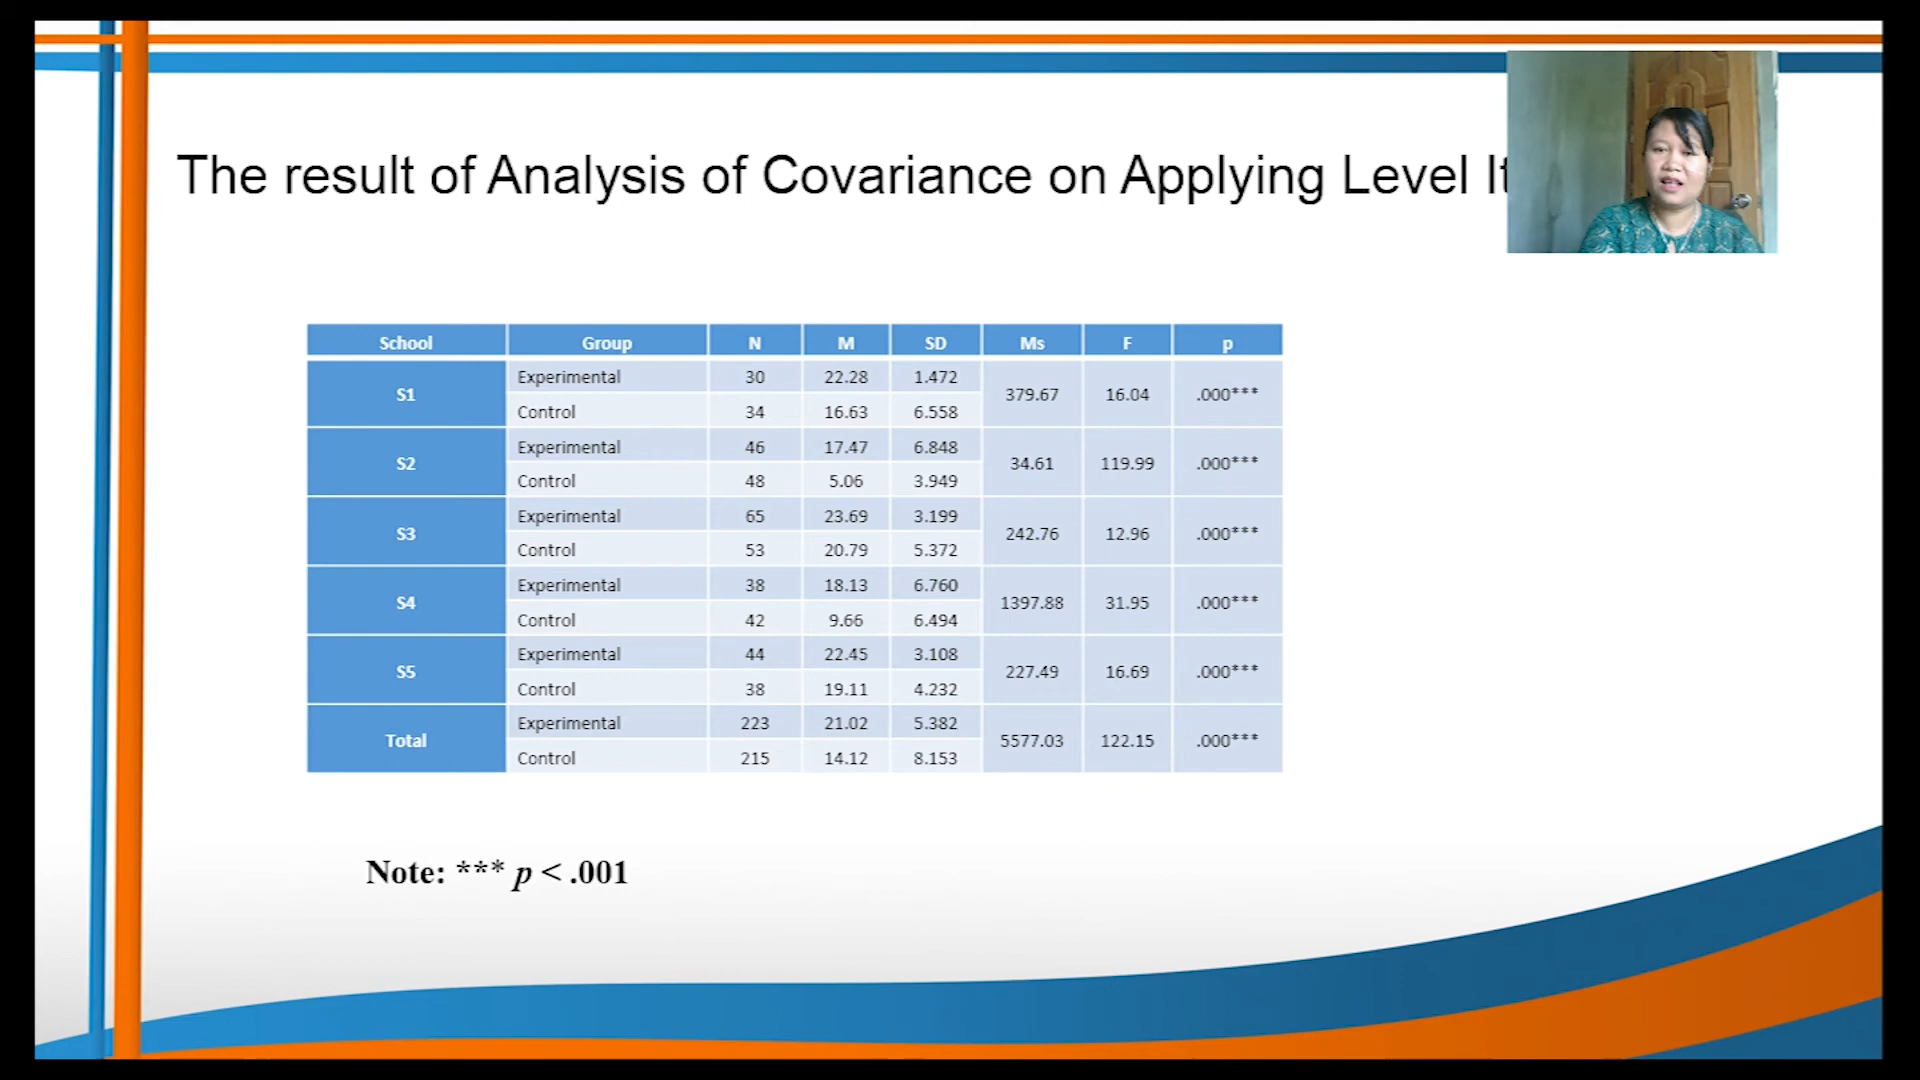 The result of Analysis of Covariance on Applying Level
School Group N M SD Ms F p
S1 Experimental 30 22.28 1.472 379.67 16.04 .000***
Control 34 16.63 6.558
S2 Experimental 46 17.47 6.848 34.61 119.99 .000***
Control 48 5.06 3.949
S3 Experimental 65 23.69 3.199 242.76 12.96 .000***
Control 53 20.79 5.372
S4 Experimental 38 18.13 6.760 1397.88 31.95 .000***
Control 42 9.66 6.494
S5 Experimental 44 22.45 3.108 227.49 16.69 .000***
Control 38 19.11 4.232
Total Experimental 223 21.02 5.382 5577.03 122.15 .000***
Control 215 14.12 8.153
Note: *** p < .001